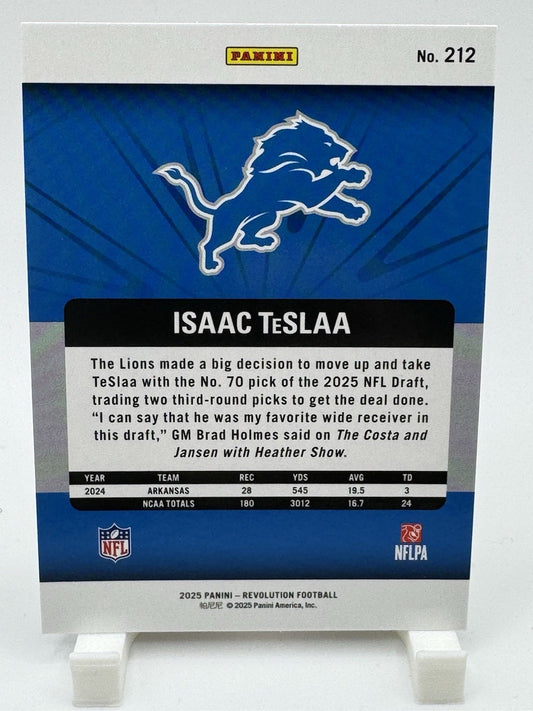 PANINI
No. 212
ISAAC TeSLAA
The Lions made a big decision to move up and take
TeSlaa with the No. 70 pick of the 2025 NFL Draft,
trading two third-round picks to get the deal done.
“I can say that he was my favorite wide receiver in
this draft,” GM Brad Holmes said on The Costa and
Jansen with Heather Show.
YEAR TEAM REC YDS AVG TD
2024 ARKANSAS 28 545 19.5 3
NCAA TOTALS 180 3012 16.7 24
NFL
NFLPA
2025 PANINI – REVOLUTION FOOTBALL
帕尼尼 © 2025 Panini America, Inc.